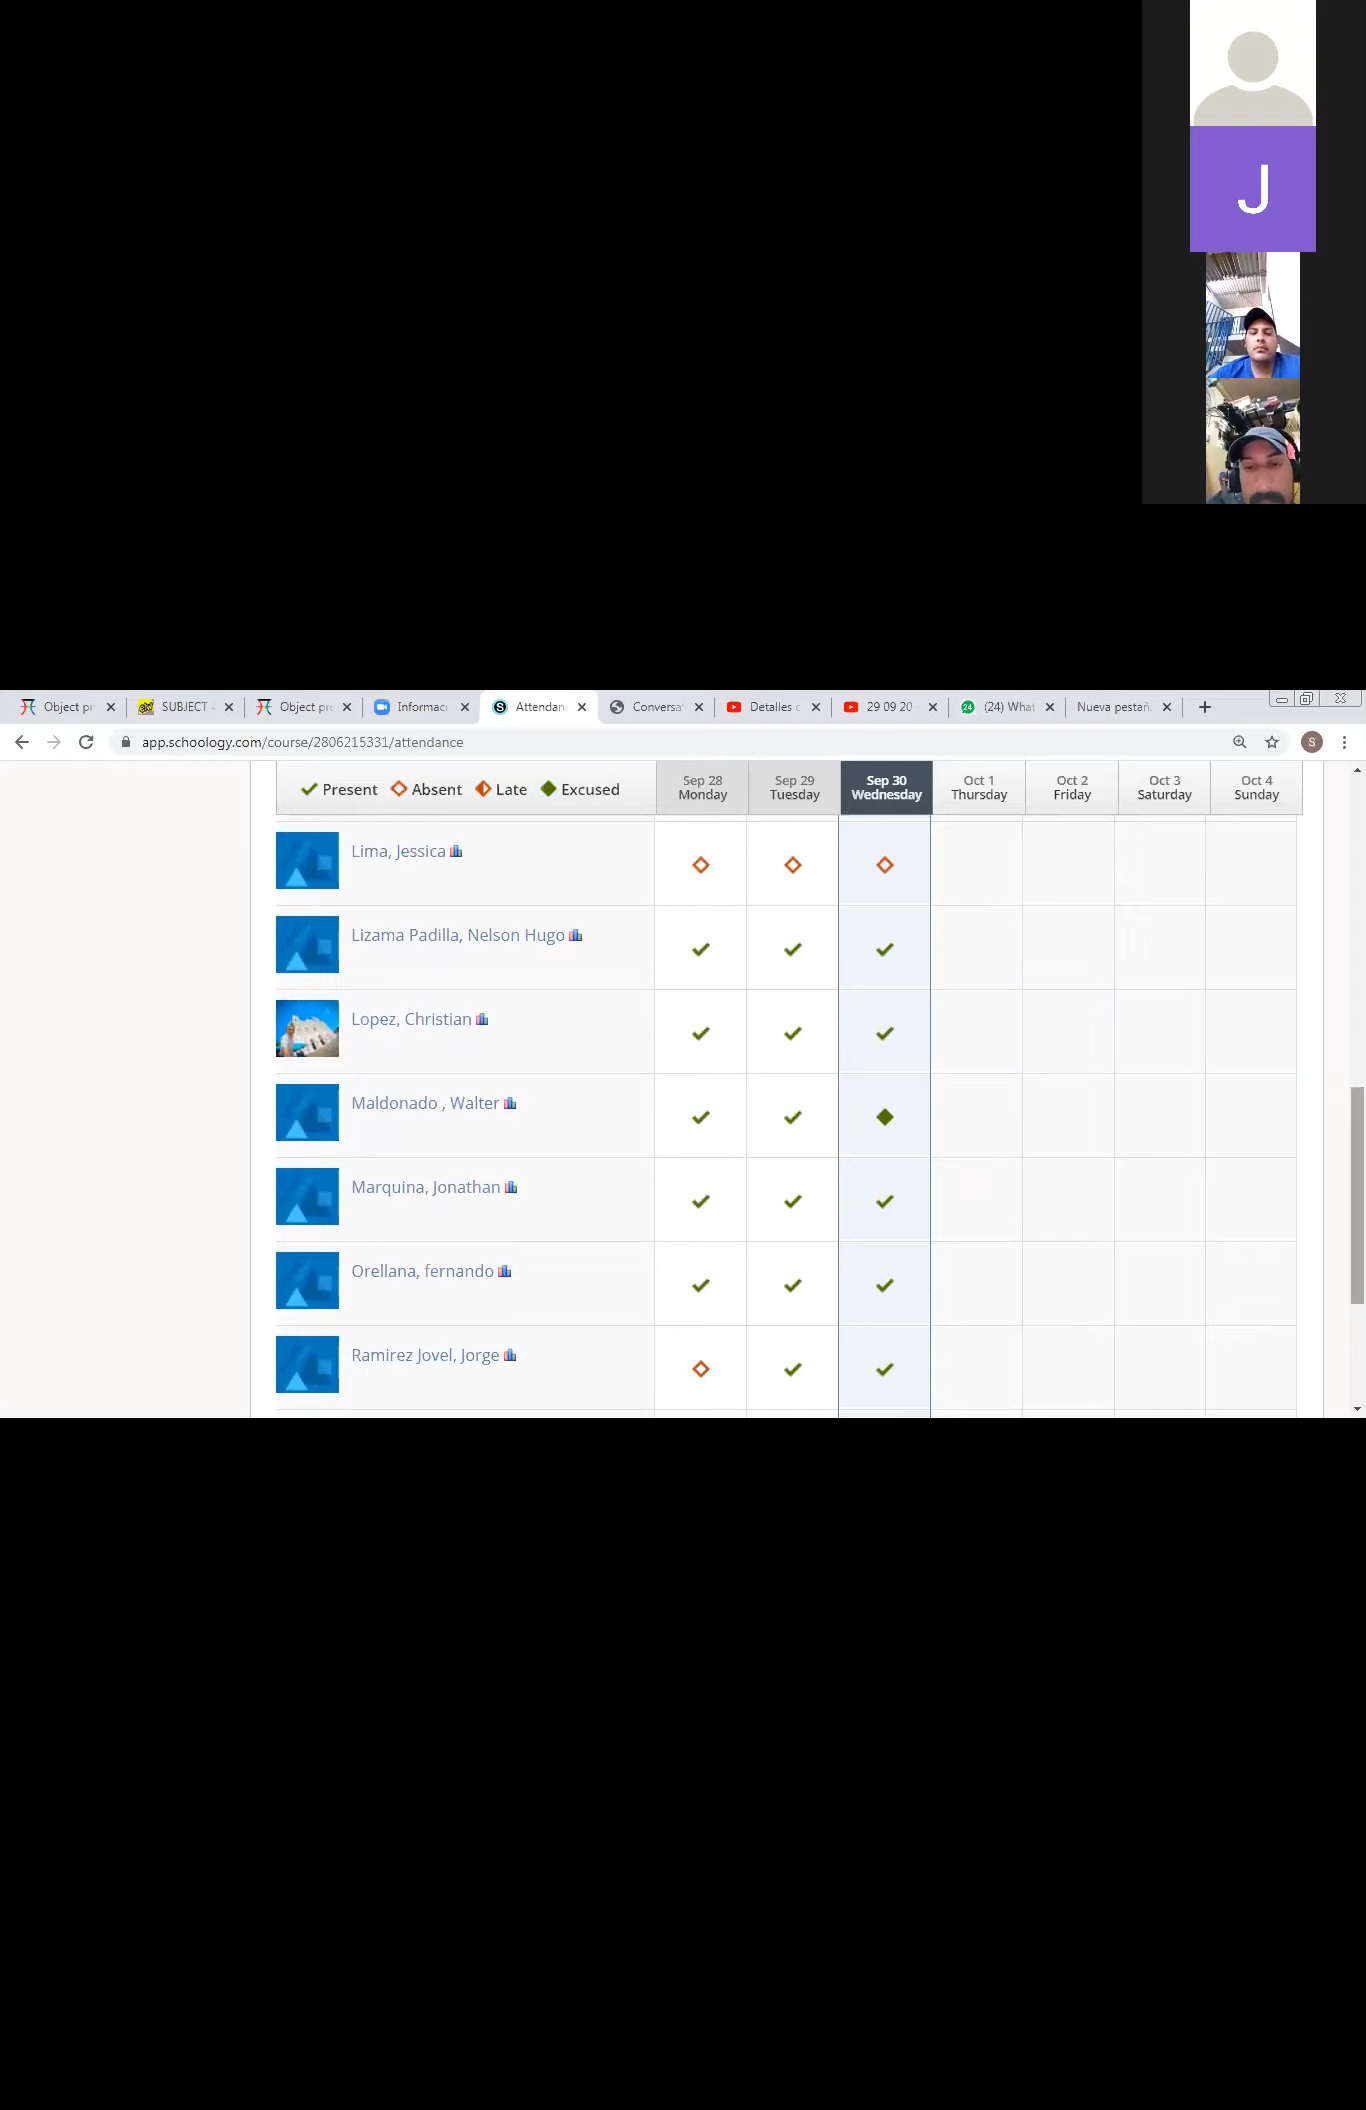 J
Object pr
SUBJECT
Object pr
Informac
Attendan
Conversa
Detalles
29 09 20
24
(24) What
Nueva pestañ
app.schoology.com/course/2806215331/attendance
S
Present Absent Late Excused
Sep 28 Sep 29 Sep 30 Oct 1 Oct 2 Oct 3 Oct 4
Monday Tuesday Wednesday Thursday Friday Saturday Sunday
Lima, Jessica
Lizama Padilla, Nelson Hugo
Lopez, Christian
Maldonado , Walter
Marquina, Jonathan
Orellana, fernando
Ramirez Jovel, Jorge